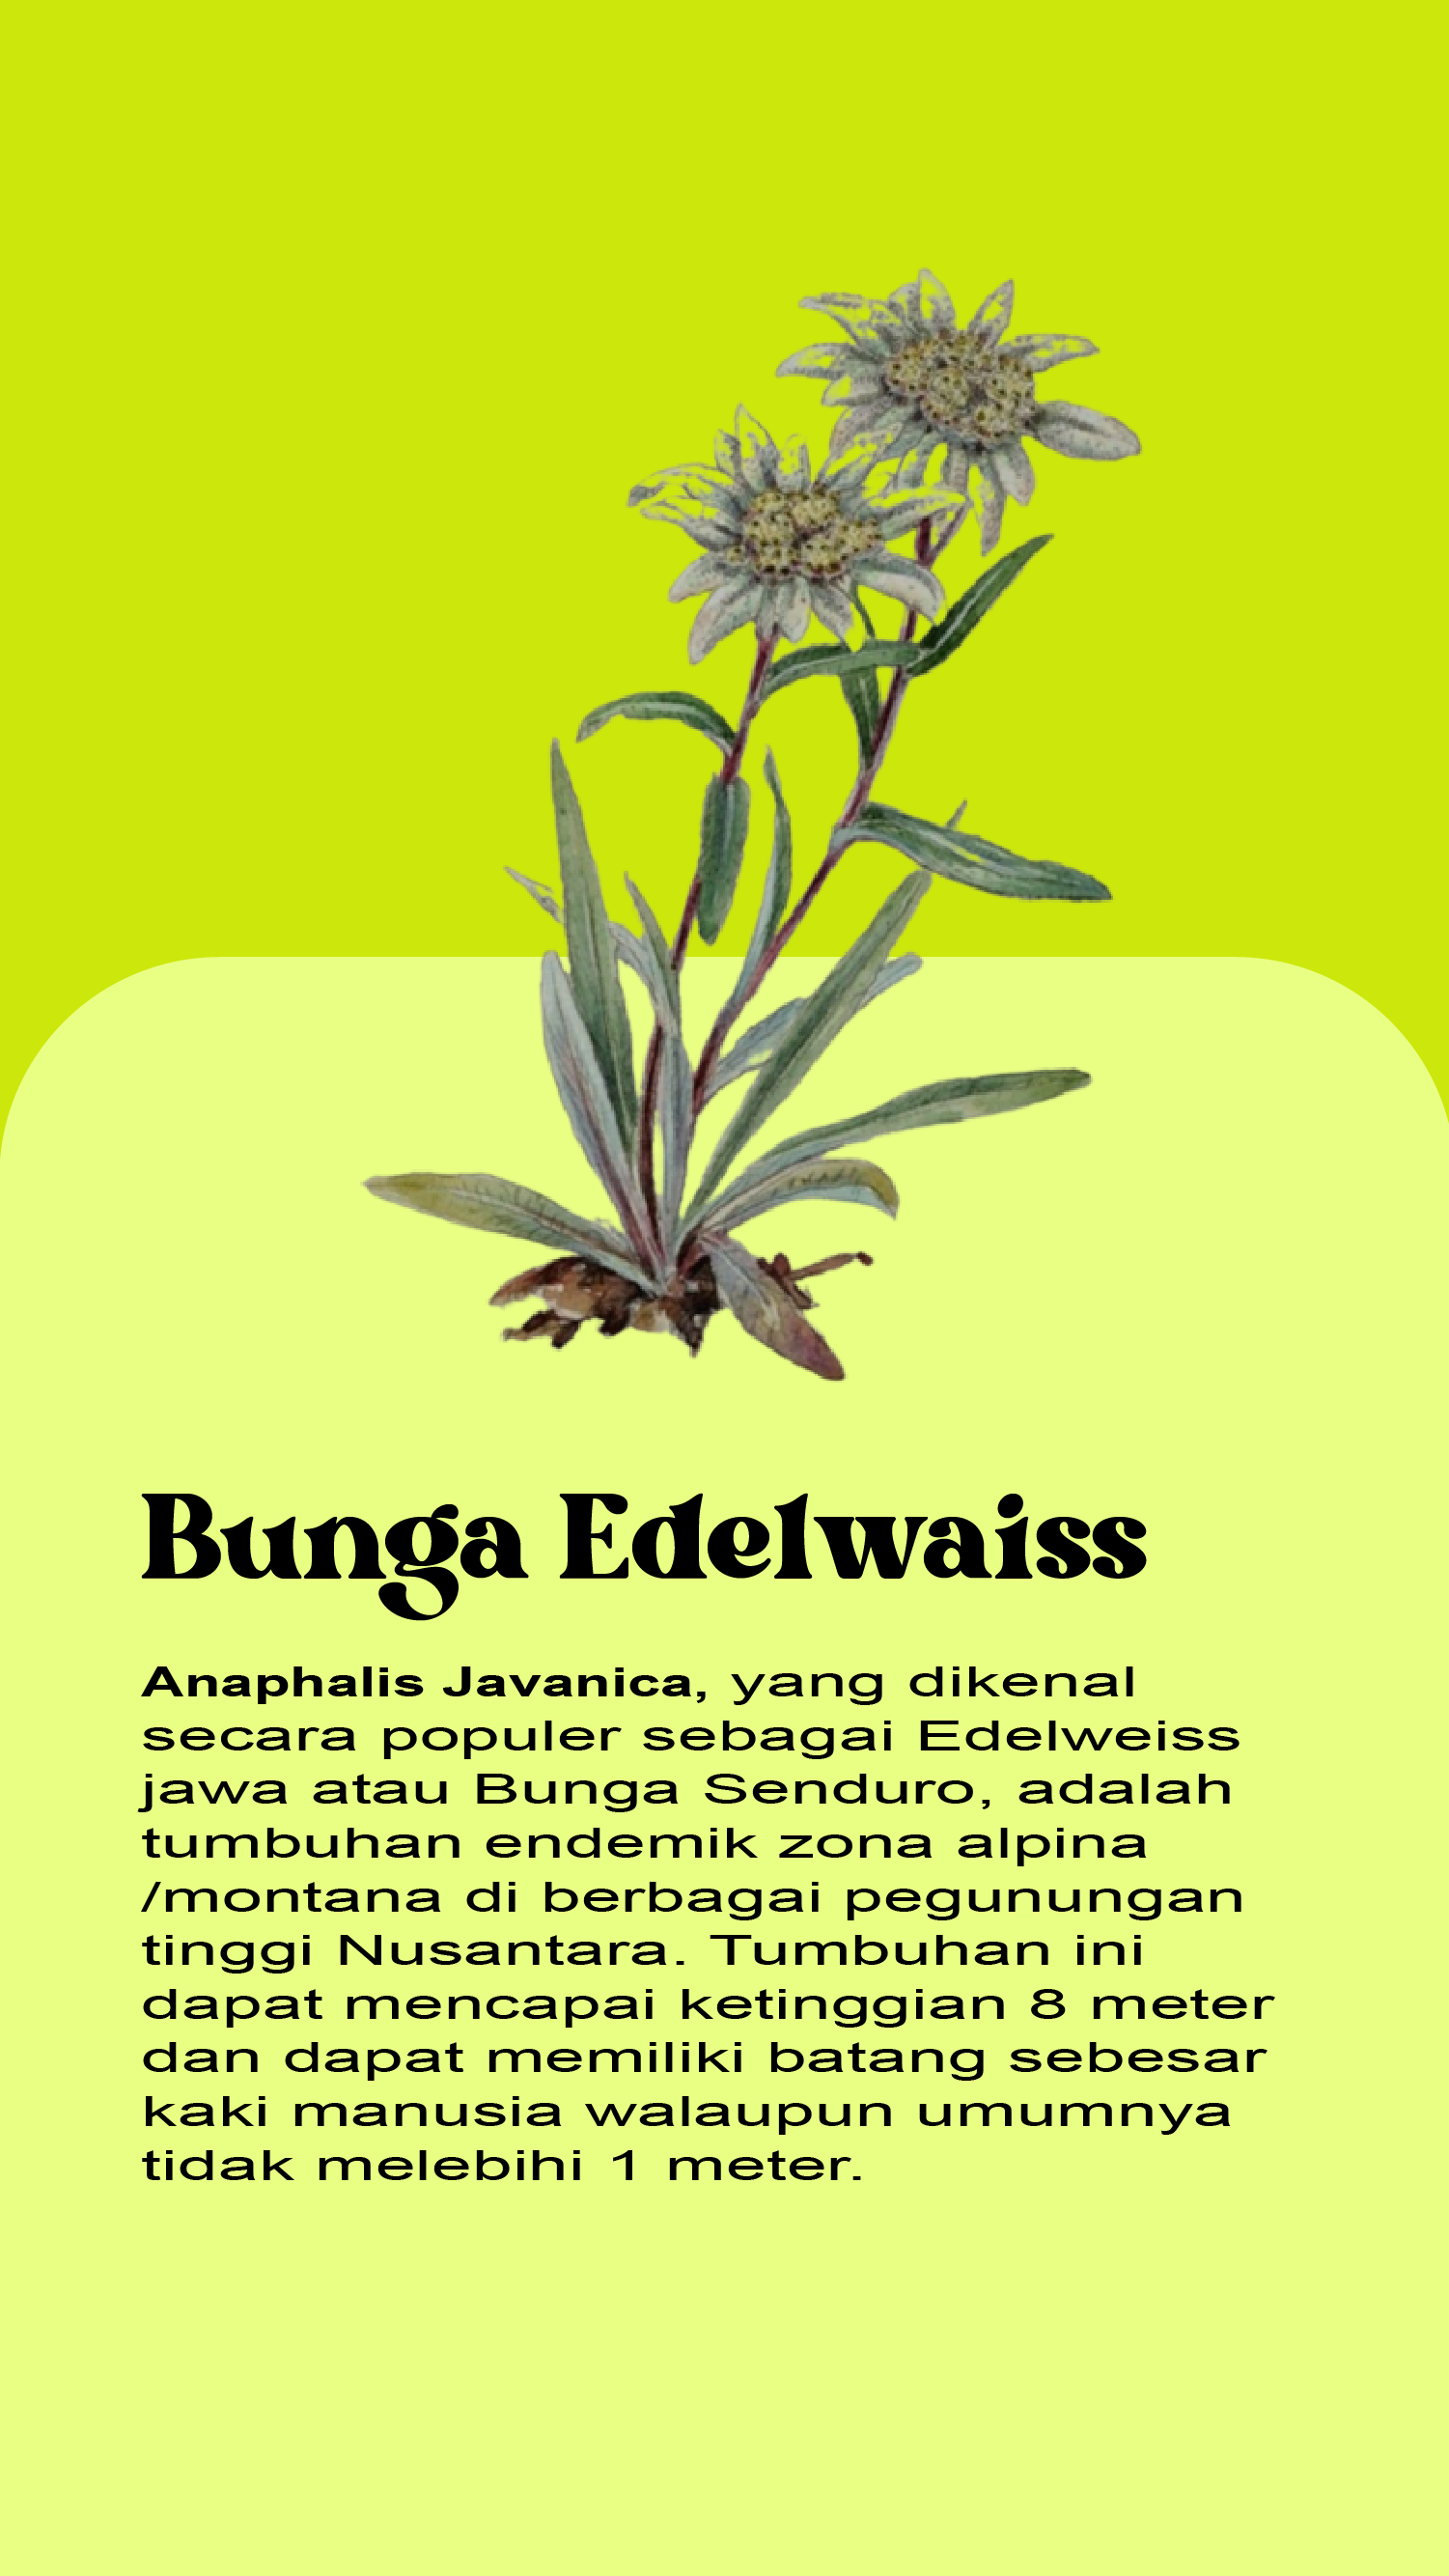 Bunga Edelwaiss
Anaphalis Javanica, yang dikenal
secara populer sebagai Edelweiss
jawa atau Bunga Senduro, adalah
tumbuhan endemik zona alpina
/montana di berbagai pegunungan
tinggi Nusantara. Tumbuhan ini
dapat mencapai ketinggian 8 meter
dan dapat memiliki batang sebesar
kaki manusia walaupun umumnya
tidak melebihi 1 meter.